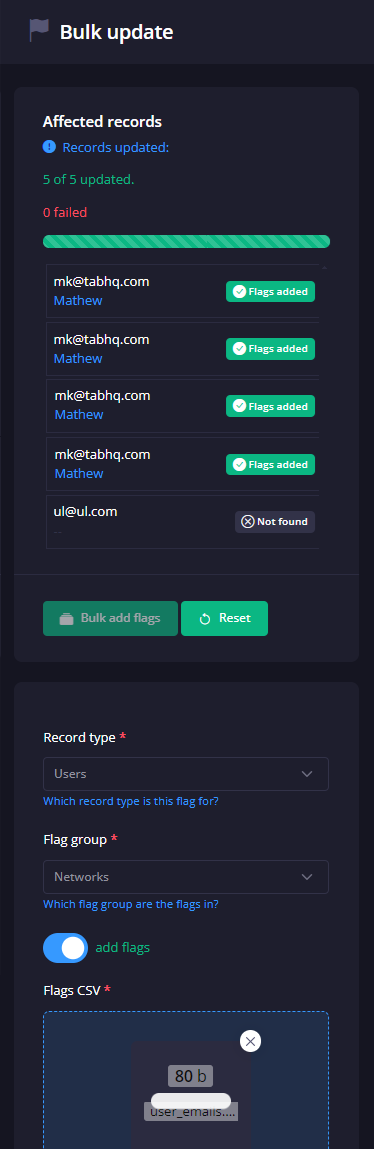 Bulk update
Affected records
Records updated:
5 of 5 updated.
0 failed
mk@tabhq.com
Mathew
Flags added
mk@tabhq.com
Mathew
Flags added
mk@tabhq.com
Mathew
Flags added
mk@tabhq.com
Mathew
Flags added
ul@ul.com
--
Not found
Bulk add flags
Reset
Record type *
Users
Which record type is this flag for?
Flag group *
Networks
Which flag group are the flags in?
add flags
Flags CSV *
80 b
user_emails....